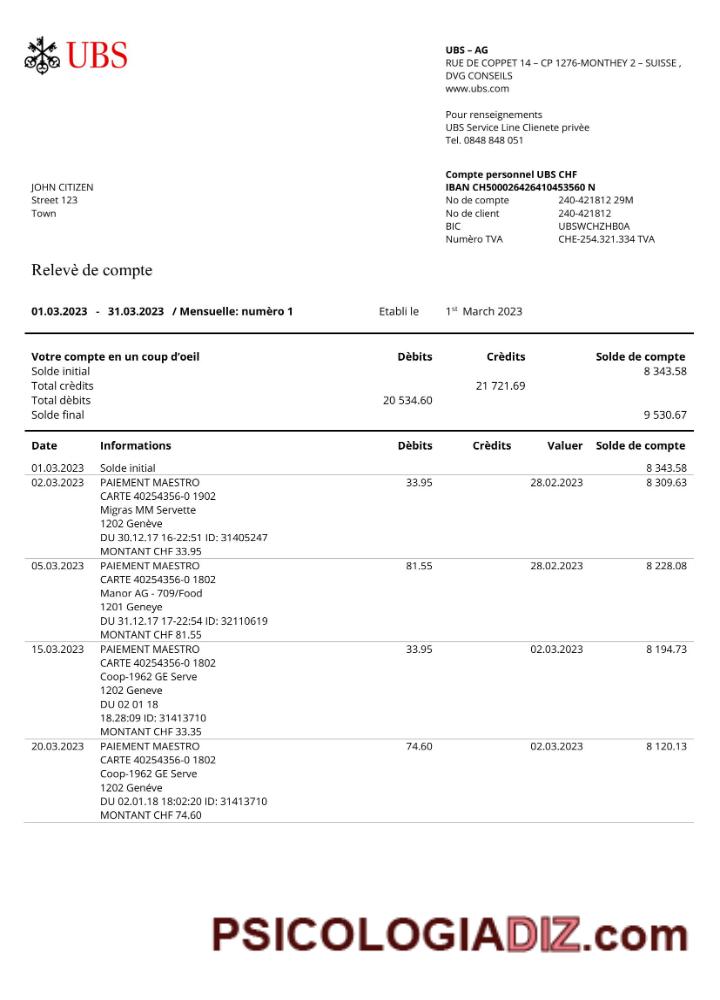 UBS
UBS – AG
RUE DE COPPET 14 – CP 1276-MONTHEY 2 – SUISSE ,
DVG CONSEILS
www.ubs.com
Pour renseignements
UBS Service Line Clienete privèe
Tel. 0848 848 051
JOHN CITIZEN
Street 123
Town
Compte personnel UBS CHF
IBAN CH500026426410453560 N
No de compte 240-421812 29M
No de client 240-421812
BIC UBSWCHZHB0A
Numèro TVA CHE-254.321.334 TVA
Relevè de compte
01.03.2023 - 31.03.2023 / Mensuelle: numèro 1 Etabli le 1st March 2023
Votre compte en un coup d'oeil Dèbits Crèdits Solde de compte
Solde initial 8 343.58
Total crèdits 21 721.69
Total dèbits 20 534.60
Solde final 9 530.67
Date Informations Dèbits Crèdits Valuer Solde de compte
01.03.2023 Solde initial 8 343.58
02.03.2023 PAIEMENT MAESTRO 33.95 28.02.2023 8 309.63
CARTE 40254356-0 1902
Migras MM Servette
1202 Genève
DU 30.12.17 16-22:51 ID: 31405247
MONTANT CHF 33.95
05.03.2023 PAIEMENT MAESTRO 81.55 28.02.2023 8 228.08
CARTE 40254356-0 1802
Manor AG - 709/Food
1201 Geneye
DU 31.12.17 17-22:54 ID: 32110619
MONTANT CHF 81.55
15.03.2023 PAIEMENT MAESTRO 33.95 02.03.2023 8 194.73
CARTE 40254356-0 1802
Coop-1962 GE Serve
1202 Geneve
DU 02 01 18
18.28:09 ID: 31413710
MONTANT CHF 33.35
20.03.2023 PAIEMENT MAESTRO 74.60 02.03.2023 8 120.13
CARTE 40254356-0 1802
Coop-1962 GE Serve
1202 Genéve
DU 02.01.18 18:02:20 ID: 31413710
MONTANT CHF 74.60
PSICOLOGIADIZ.com